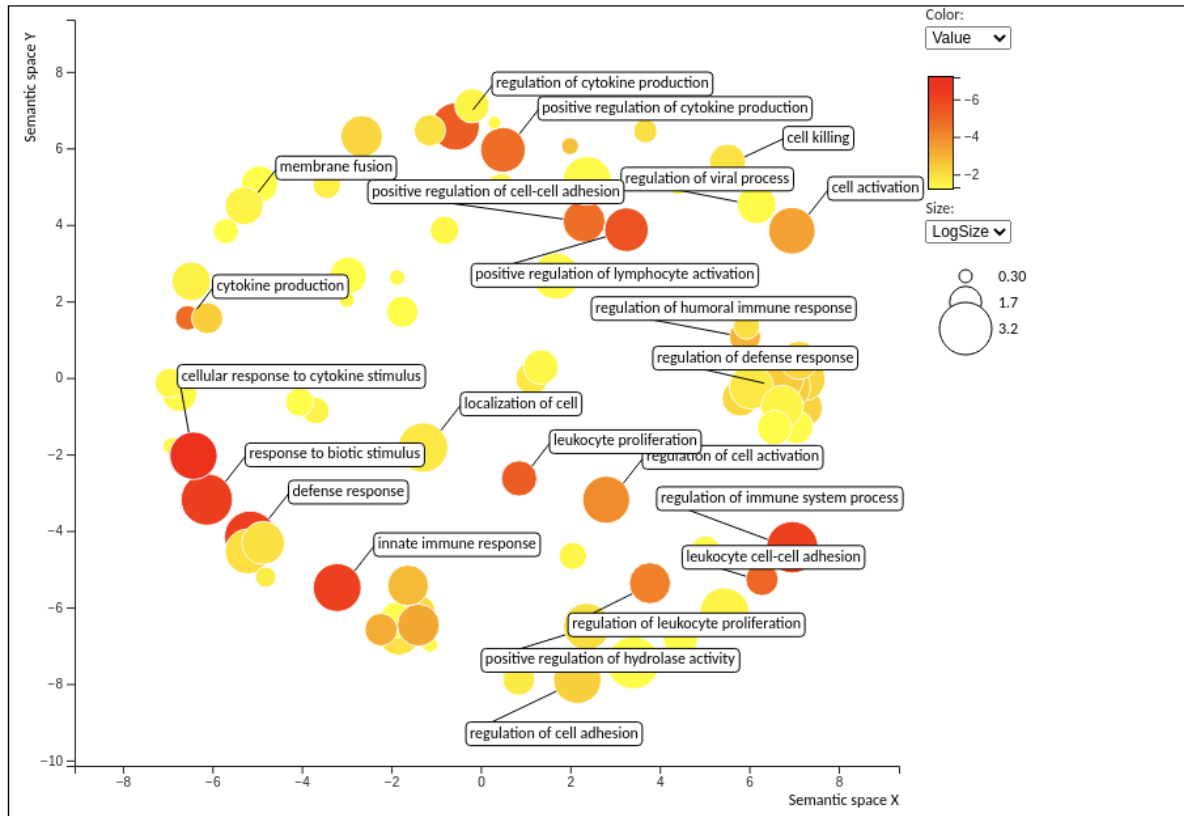 Color:
Value
−6
−4
−2
Size:
LogSize
0.30
1.7
3.2
Semantic space Y
8
6
4
2
0
−2
−4
−6
−8
−10
regulation of cytokine production
positive regulation of cytokine production
cell killing
membrane fusion
regulation of viral process
positive regulation of cell-cell adhesion
cell activation
positive regulation of lymphocyte activation
cytokine production
regulation of humoral immune response
regulation of defense response
cellular response to cytokine stimulus
localization of cell
leukocyte proliferation
response to biotic stimulus
regulation of cell activation
defense response
regulation of immune system process
innate immune response
leukocyte cell-cell adhesion
regulation of leukocyte proliferation
positive regulation of hydrolase activity
regulation of cell adhesion
−8
−6
−4
−2
0
2
4
6
8
Semantic space X